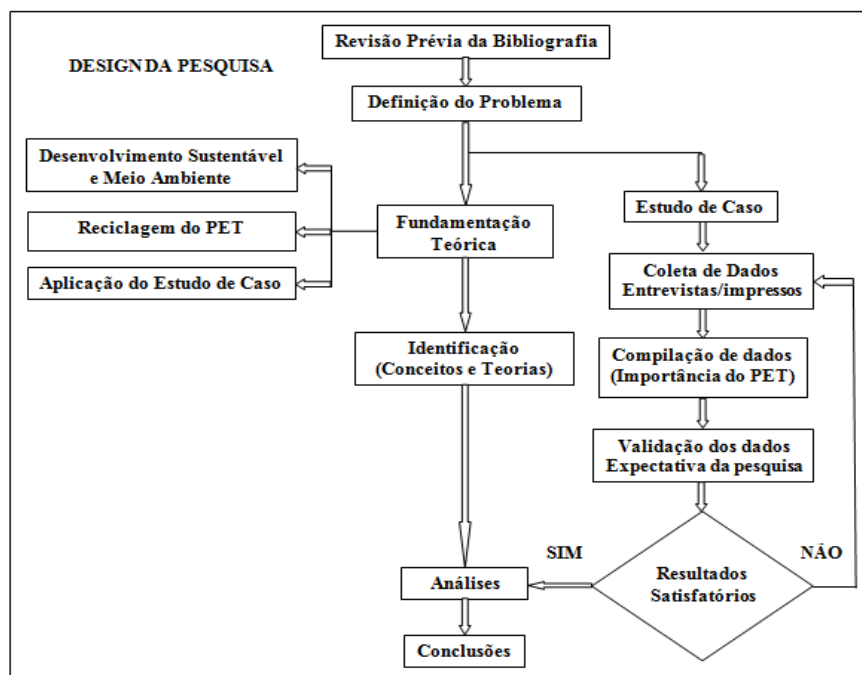 DESIGN DA PESQUISA
Revisão Prévia da Bibliografia
Definição do Problema
Desenvolvimento Sustentável
e Meio Ambiente
Reciclagem do PET
Aplicação do Estudo de Caso
Fundamentação
Teórica
Identificação
(Conceitos e Teorias)
Estudo de Caso
Coleta de Dados
Entrevistas/impressos
Compilação de dados
(Importância do PET)
Validação dos dados
Expectativa da pesquisa
Resultados
Satisfatórios
SIM
NÃO
Análises
Conclusões